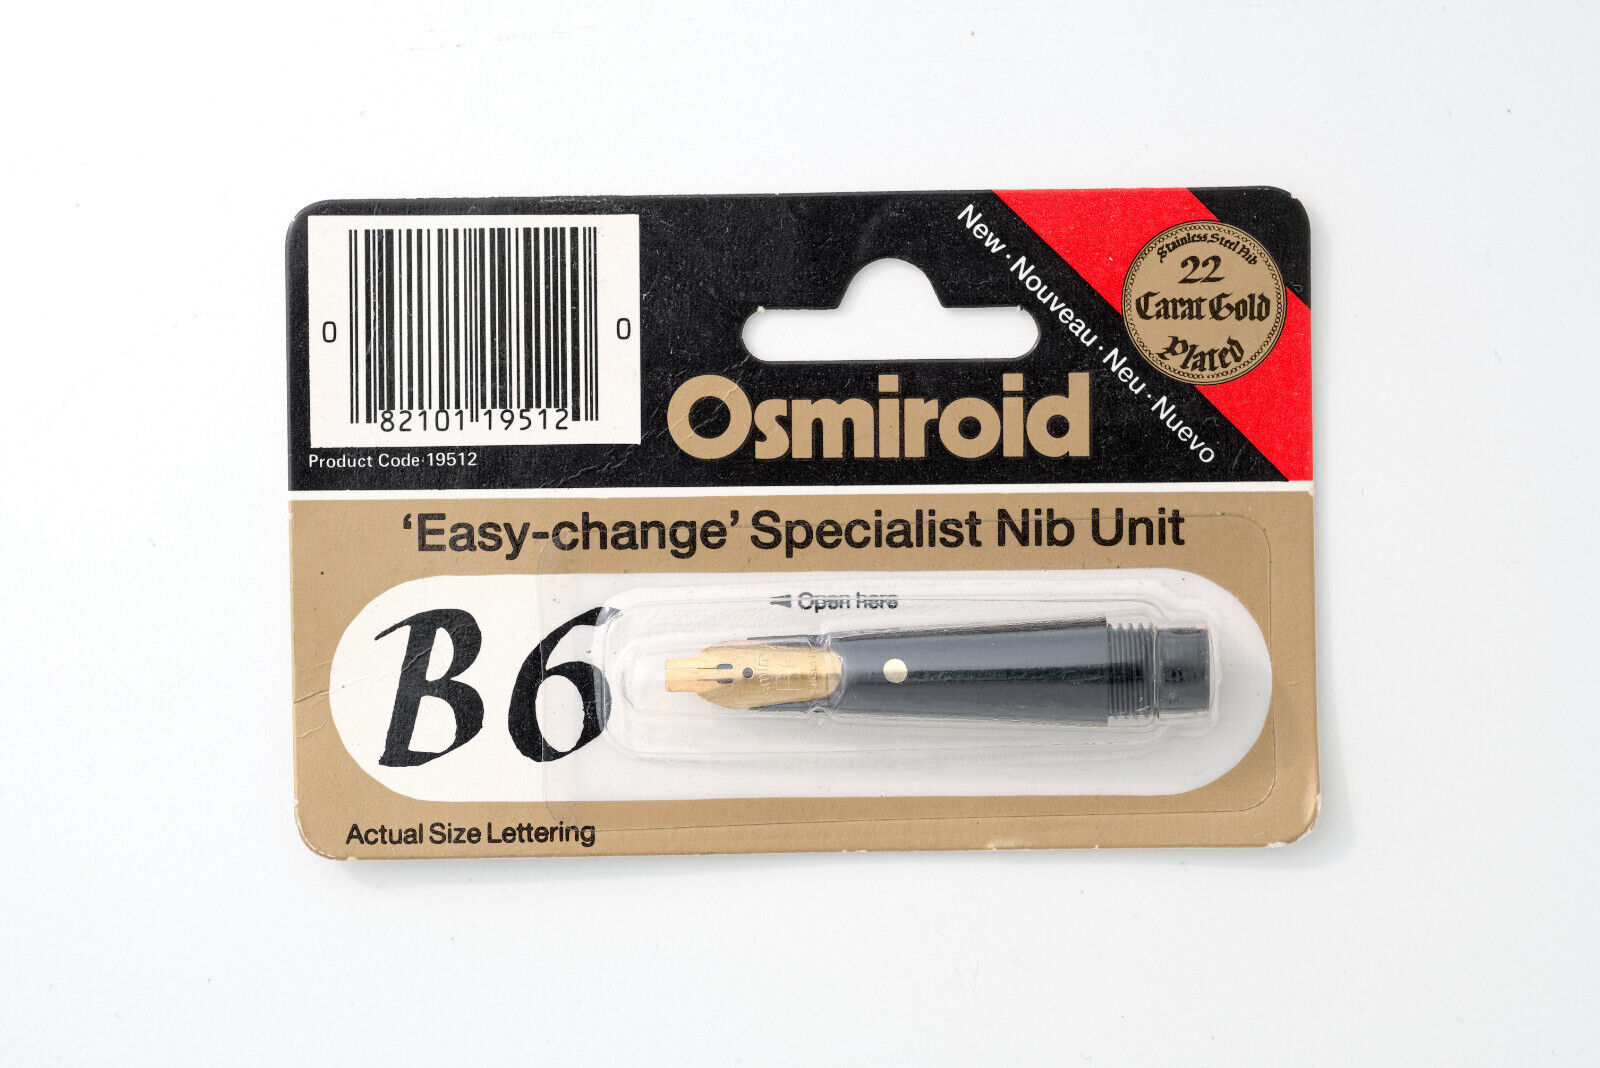 0 82101 19512 0
Product Code 19512
New · Nouveau · Neu · Nuevo
Stainless Steel Nib
22
Carat Gold
Plated
Osmiroid
‘Easy-change’ Specialist Nib Unit
Open here
B6
Actual Size Lettering